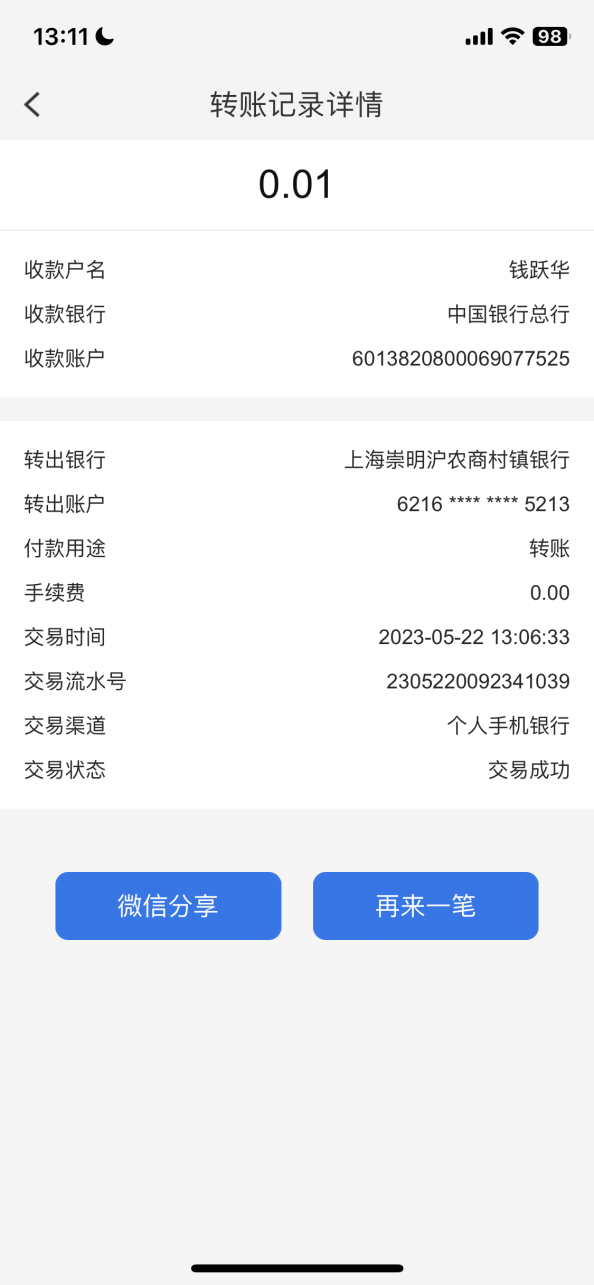 13:11
98
转账记录详情
0.01
收款户名 钱跃华
收款银行 中国银行总行
收款账户 6013820800069077525
转出银行 上海崇明沪农商村镇银行
转出账户 6216 **** **** 5213
付款用途 转账
手续费 0.00
交易时间 2023-05-22 13:06:33
交易流水号 2305220092341039
交易渠道 个人手机银行
交易状态 交易成功
微信分享 再来一笔